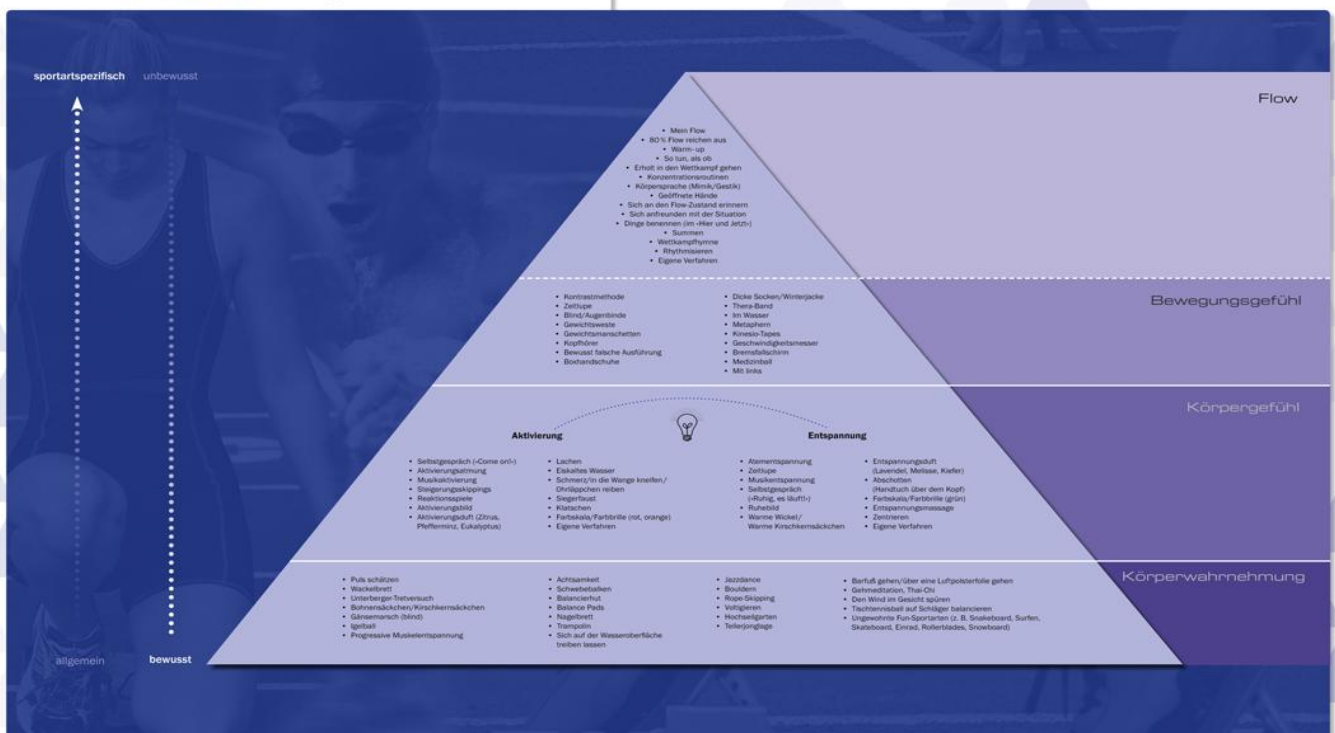 sportartspezifisch unbewusst
Flow
• Mein Flow
• 80 % Flow reichen aus
• Warm-up
• So tun, als ob
• Erholt in den Wettkampf gehen
• Konzentrationsroutinen
• Körpersprache (Mimik/Gestik)
• Geöffnete Hände
• Sich an den Flow-Zustand erinnern
• Sich anfreunden mit der Situation
• Dinge benennen (im «Hier und Jetzt»)
• Summen
• Wettkampfhymne
• Rhythmisieren
• Eigene Verfahren
Bewegungsgefühl
• Kontrastmethode
• Zeitlupe
• Blind/Augenbinde
• Gewichtsweste
• Gewichtsmanschetten
• Kopfhörer
• Bewusst falsche Ausführung
• Boxhandschuhe
• Dicke Socken/Winterjacke
• Thera-Band
• Im Wasser
• Metaphern
• Kinesio-Tapes
• Geschwindigkeitsmesser
• Bremsfallschirm
• Medizinball
• Mit links
Körpergefühl
Aktivierung
• Selbstgespräch («Come on!»)
• Aktivierungsatmung
• Musikaktivierung
• Steigerungsskippings
• Reaktionsspiele
• Aktivierungsbild
• Aktivierungsduft (Zitrus,
Pfefferminz, Eukalyptus)
• Lachen
• Eiskaltes Wasser
• Schmerz/in die Wange kneifen/
Ohrläppchen reiben
• Siegerfaust
• Klatschen
• Farbskala/Farbbrille (rot, orange)
• Eigene Verfahren
Entspannung
• Atementspannung
• Zeitlupe
• Musikentspannung
• Selbstgespräch
(«Ruhig, es läuft!»)
• Ruhebild
• Warme Wickel/
Warme Kirschkernsäckchen
• Entspannungsduft
(Lavendel, Melisse, Kiefer)
• Abschotten
(Handtuch über dem Kopf)
• Farbskala/Farbbrille (grün)
• Entspannungsmassage
• Zentrieren
• Eigene Verfahren
Körperwahrnehmung
• Puls schätzen
• Wackelbrett
• Unterberger-Tretversuch
• Bohnensäckchen/Kirschkernsäckchen
• Gänsemarsch (blind)
• Igelball
• Progressive Muskelentspannung
• Achtsamkeit
• Schwebebalken
• Balancierhut
• Balance Pads
• Nagelbrett
• Trampolin
• Sich auf der Wasseroberfläche
treiben lassen
• Jazzdance
• Bouldern
• Rope-Skipping
• Voltigieren
• Hochseilgarten
• Tellerjonglage
• Barfuß gehen/über eine Luftpolsterfolie gehen
• Gehmeditation, Thai-Chi
• Den Wind im Gesicht spüren
• Tischtennisball auf Schläger balancieren
• Ungewohnte Fun-Sportarten (z. B. Snakeboard, Surfen,
Skateboard, Einrad, Rollerblades, Snowboard)
allgemein bewusst